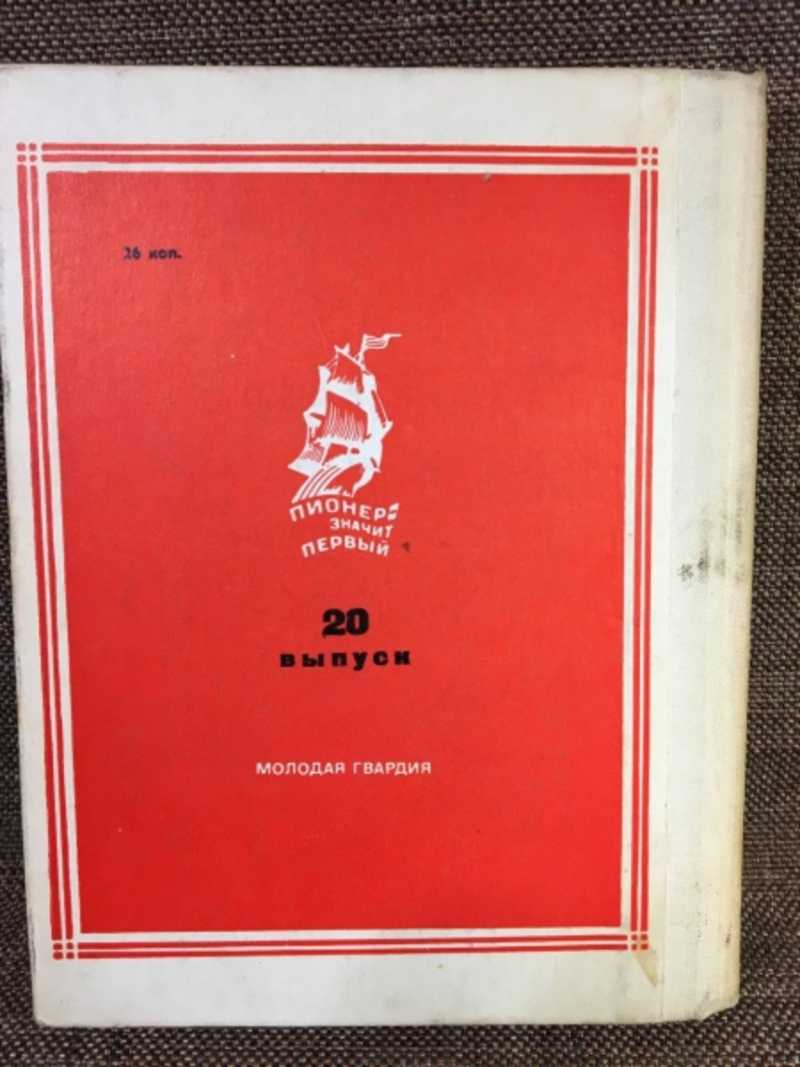 26 коп.
ПИОНЕР-
ЗНАЧИТ
ПЕРВЫЙ
20
выпуск
МОЛОДАЯ ГВАРДИЯ